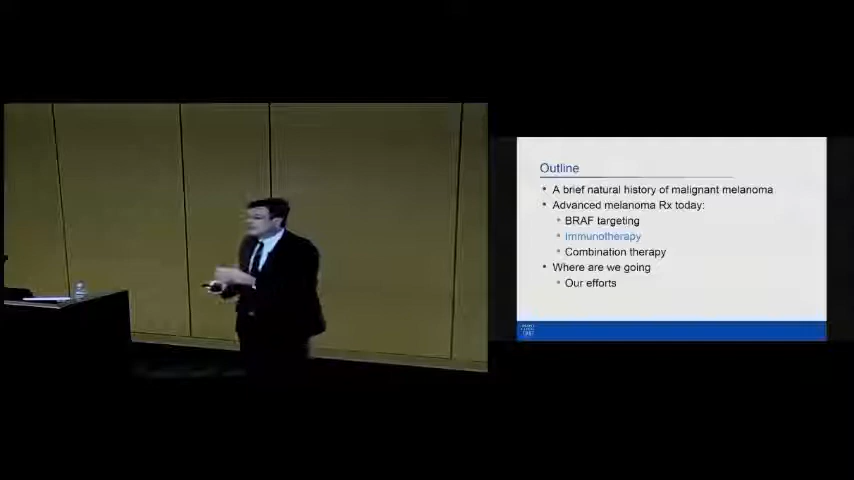 Outline
• A brief natural history of malignant melanoma
• Advanced melanoma Rx today:
• BRAF targeting
• Immunotherapy
• Combination therapy
• Where are we going
• Our efforts